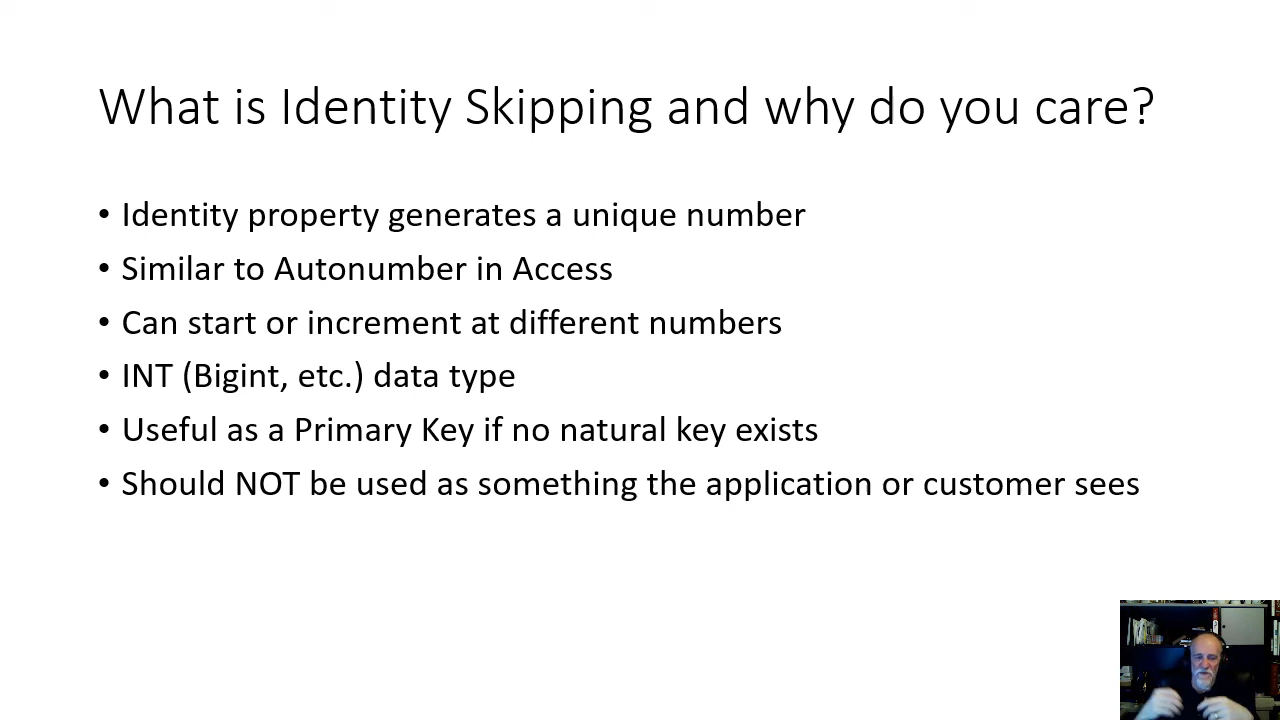 What is Identity Skipping and why do you care?
• Identity property generates a unique number
• Similar to Autonumber in Access
• Can start or increment at different numbers
• INT (Bigint, etc.) data type
• Useful as a Primary Key if no natural key exists
• Should NOT be used as something the application or customer sees